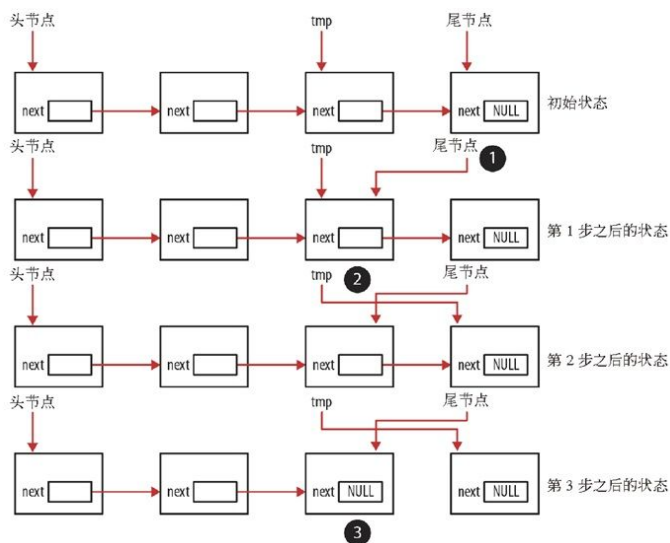 头节点 tmp 尾节点
next next next next NULL 初始状态
头节点 tmp 尾节点 1
next next next next NULL 第 1 步之后的状态
头节点 tmp 2 尾节点
next next next next NULL 第 2 步之后的状态
头节点 tmp 尾节点
next next next NULL next NULL 第 3 步之后的状态
3